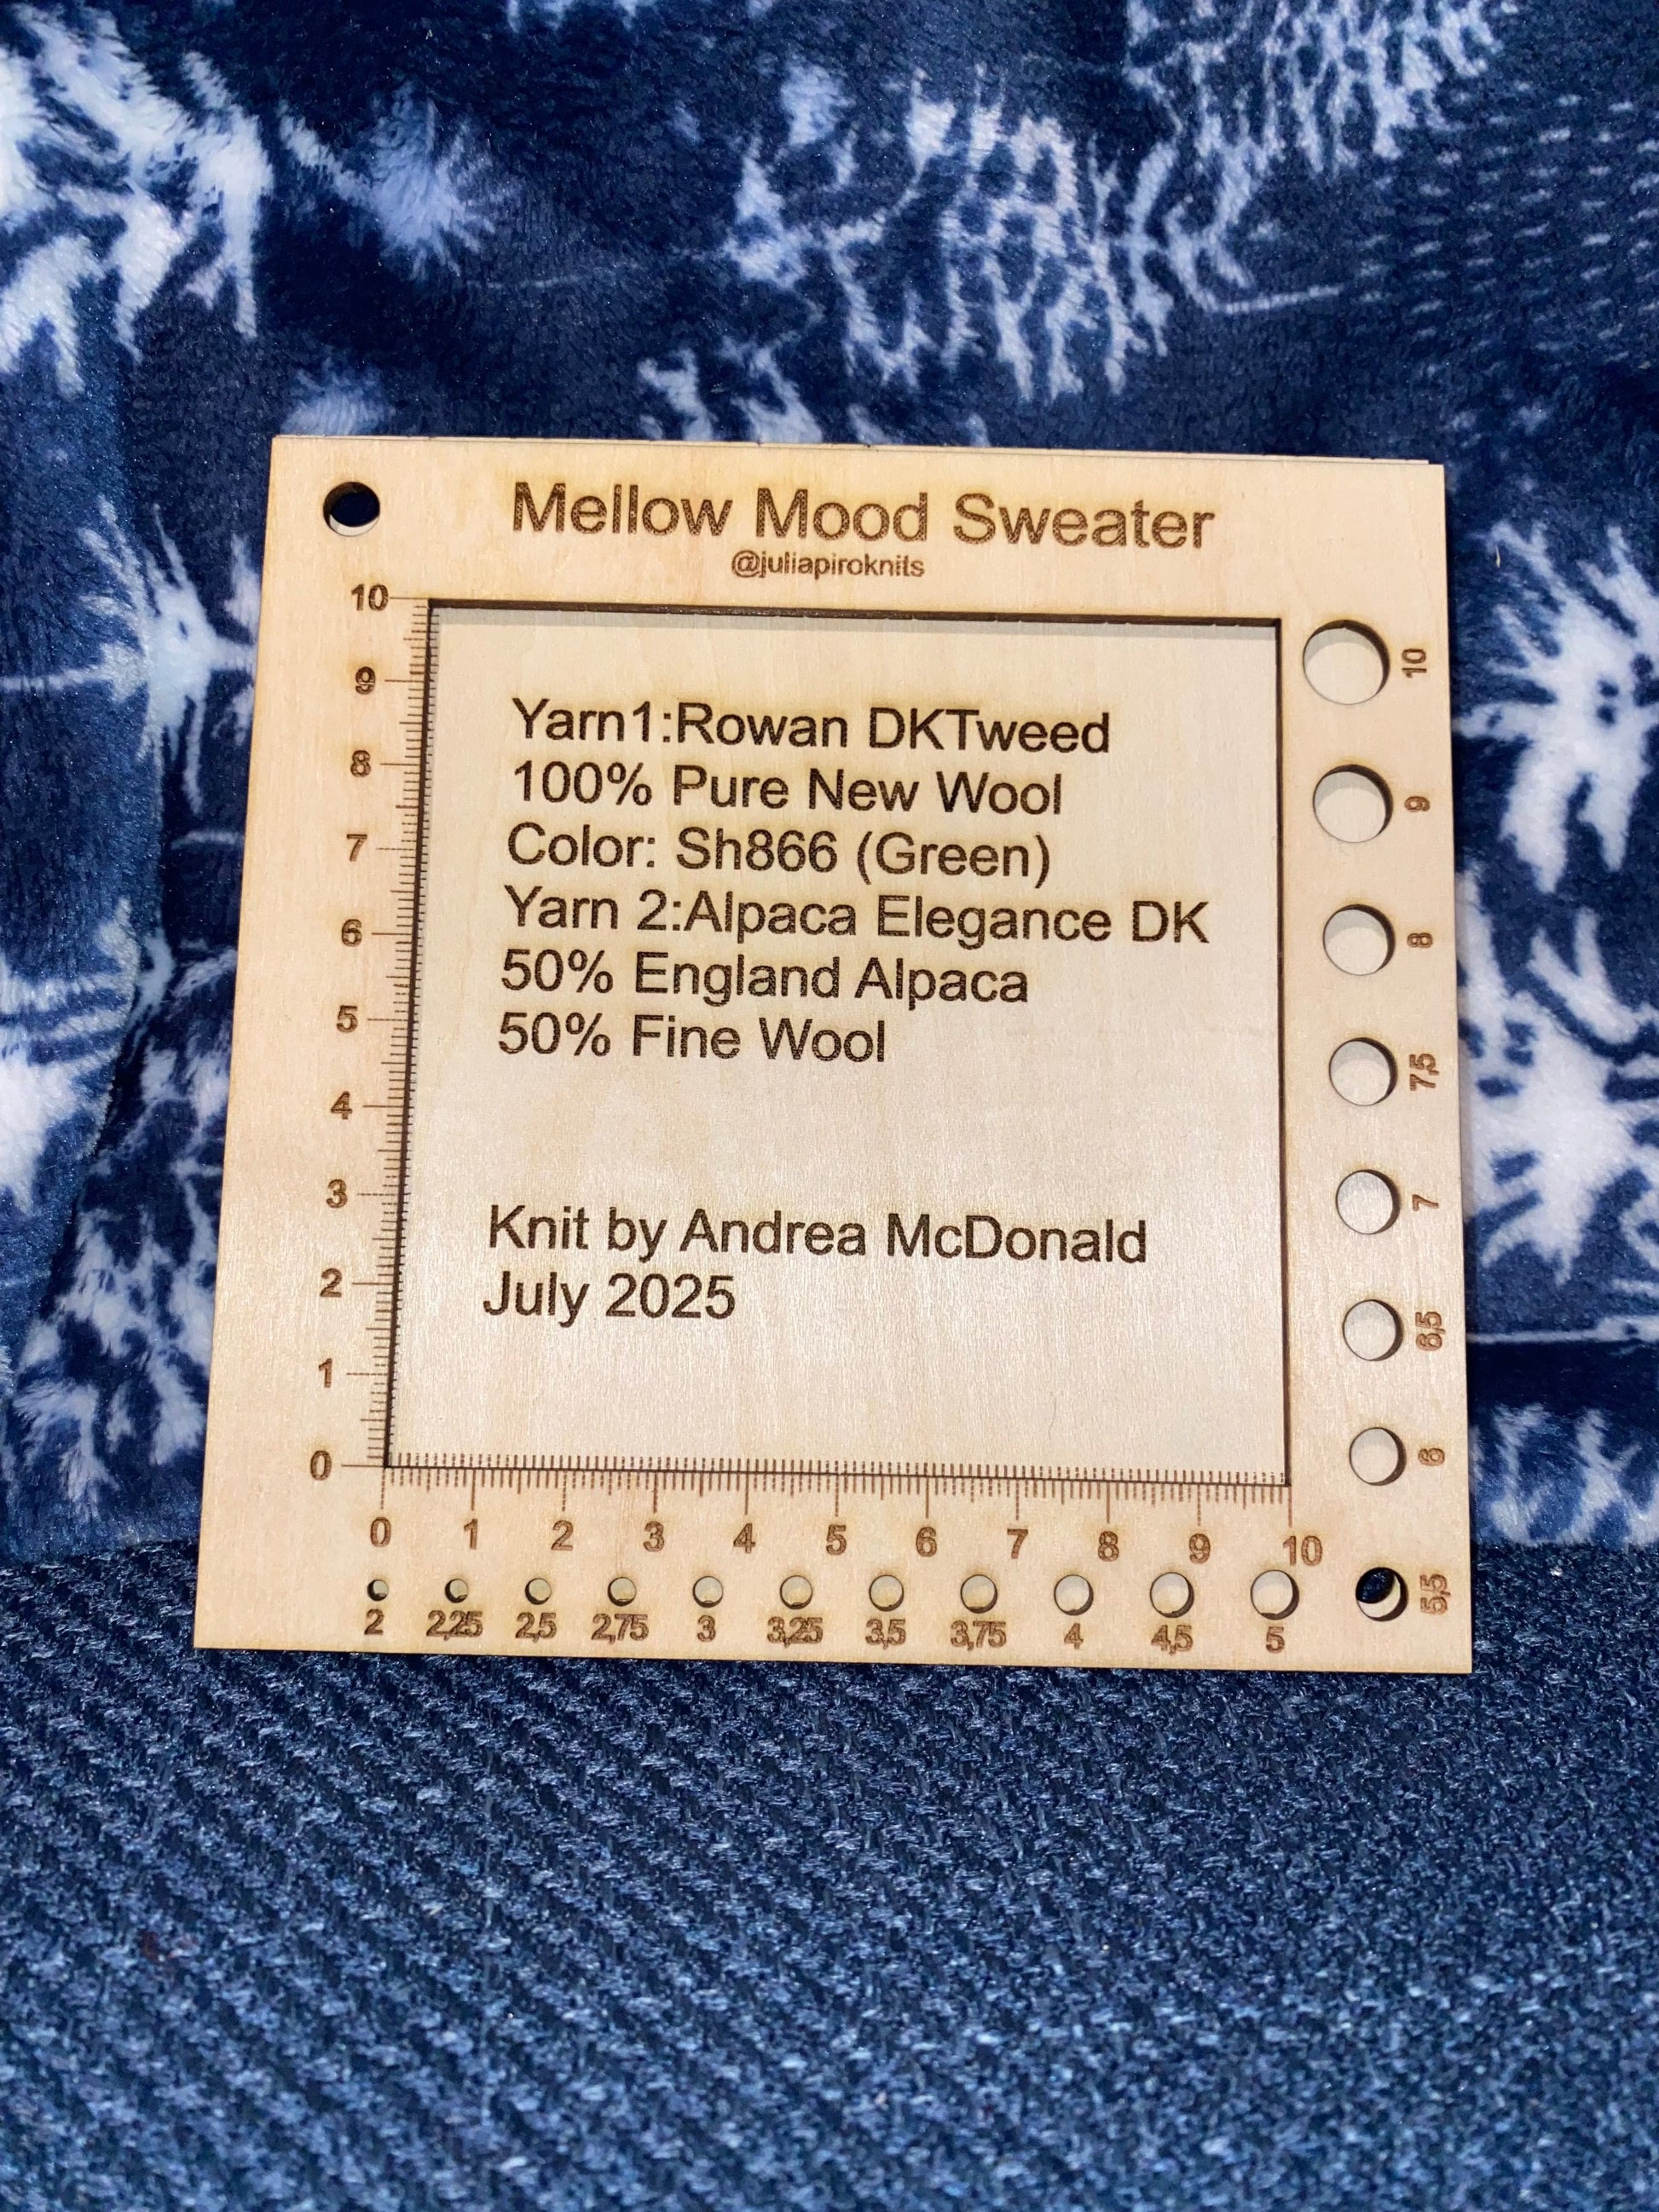 Mellow Mood Sweater
@juliapiroknits
10
9
8
7
6
5
4
3
2
1
0
Yarn1:Rowan DKTweed
100% Pure New Wool
Color: Sh866 (Green)
Yarn 2:Alpaca Elegance DK
50% England Alpaca
50% Fine Wool
Knit by Andrea McDonald
July 2025
10
9
8
7,5
7
6,5
6
5,5
0 1 2 3 4 5 6 7 8 9 10
2 2,25 2,5 2,75 3 3,25 3,5 3,75 4 4,5 5